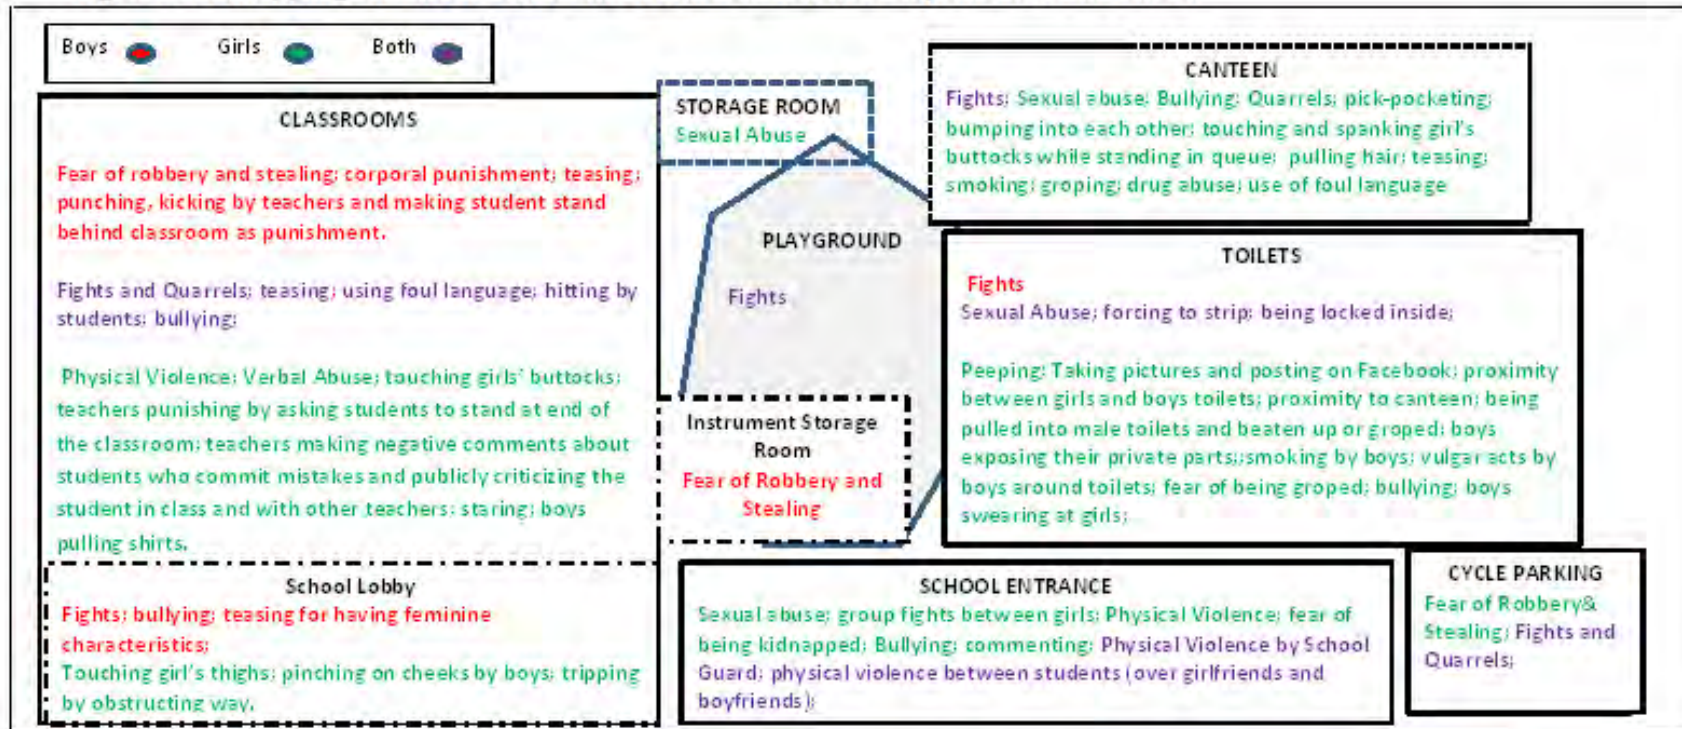 Boys
Girls
Both
CLASSROOMS
Fear of robbery and stealing; corporal punishment; teasing;
punching, kicking by teachers and making student stand
behind classroom as punishment.
Fights and Quarrels; teasing; using foul language; hitting by
students; bullying;
Physical Violence; Verbal Abuse; touching girls' buttocks;
teachers punishing by asking students to stand at end of
the classroom; teachers making negative comments about
students who commit mistakes and publicly criticizing the
student in class and with other teachers; staring; boys
pulling shirts.
School Lobby
Fights; bullying; teasing for having feminine
characteristics;
Touching girl's thighs; pinching on cheeks by boys; tripping
by obstructing way.
STORAGE ROOM
Sexual Abuse
PLAYGROUND
Fights
Instrument Storage
Room
Fear of Robbery and
Stealing
CANTEEN
Fights; Sexual abuse; Bullying; Quarrels; pick-pocketing;
bumping into each other; touching and spanking girl's
buttocks while standing in queue; pulling hair; teasing;
smoking; groping; drug abuse; use of foul language
TOILETS
Fights
Sexual Abuse; forcing to strip; being locked inside;
Peeping; Taking pictures and posting on Facebook; proximity
between girls and boys toilets; proximity to canteen; being
pulled into male toilets and beaten up or groped; boys
exposing their private parts;;smoking by boys; vulgar acts by
boys around toilets; fear of being groped; bullying; boys
swearing at girls;
SCHOOL ENTRANCE
Sexual abuse; group fights between girls; Physical Violence; fear of
being kidnapped; Bullying; commenting; Physical Violence by School
Guard; physical violence between students (over girlfriends and
boyfriends);
CYCLE PARKING
Fear of Robbery&
Stealing; Fights and
Quarrels;